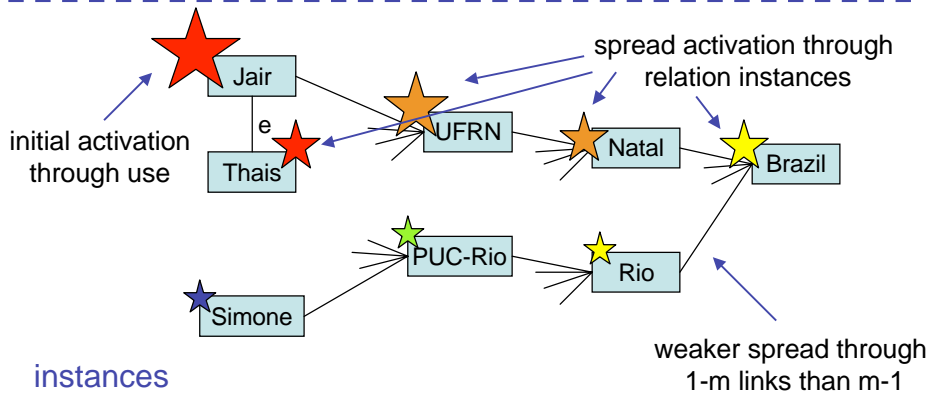 spread activation through
relation instances
Jair
initial activation
through use
e
Thais
UFRN
Natal
Brazil
PUC-Rio
Rio
Simone
weaker spread through
1-m links than m-1
instances